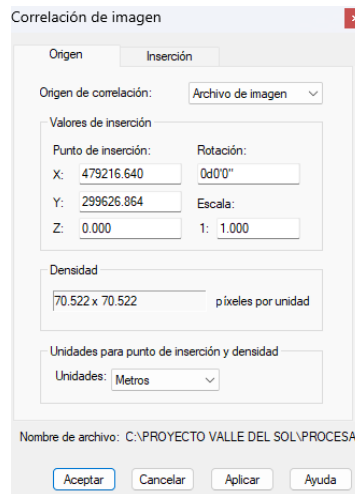 Correlación de imagen
Origen Inserción
Origen de correlación: Archivo de imagen
Valores de inserción
Punto de inserción: Rotación:
X: 479216.640 0d0'0"
Y: 299626.864 Escala:
Z: 0.000 1: 1.000
Densidad
70.522 x 70.522 píxeles por unidad
Unidades para punto de inserción y densidad
Unidades: Metros
Nombre de archivo: C:\PROYECTO VALLE DEL SOL\PROCESA
Aceptar Cancelar Aplicar Ayuda